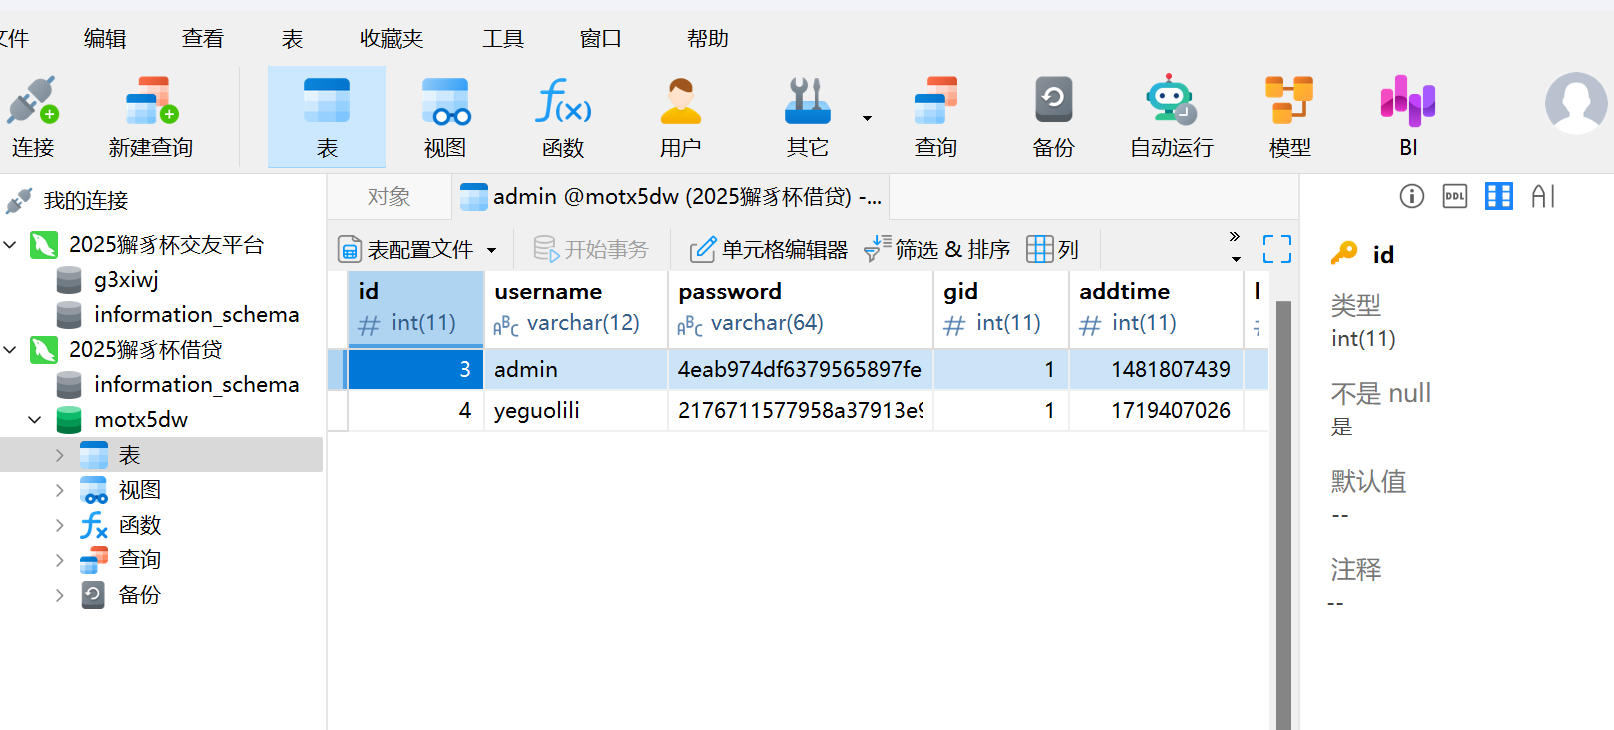 文件 编辑 查看 表 收藏夹 工具 窗口 帮助
连接 新建查询 表 视图 函数 用户 其它 查询 备份 自动运行 模型 BI
我的连接
2025獬豸杯交友平台
g3xiwj
information_schema
2025獬豸杯借贷
information_schema
motx5dw
表
视图
函数
查询
备份
对象 admin @motx5dw (2025獬豸杯借贷) -...
表配置文件 开始事务 单元格编辑器 筛选 & 排序 列
id username password gid addtime
# int(11) ABC varchar(12) ABC varchar(64) # int(11) # int(11)
3 admin 4eab974df6379565897fe 1 1481807439
4 yeguolili 2176711577958a37913e9 1 1719407026
DDL AI
id
类型
int(11)
不是 null
是
默认值
--
注释
--